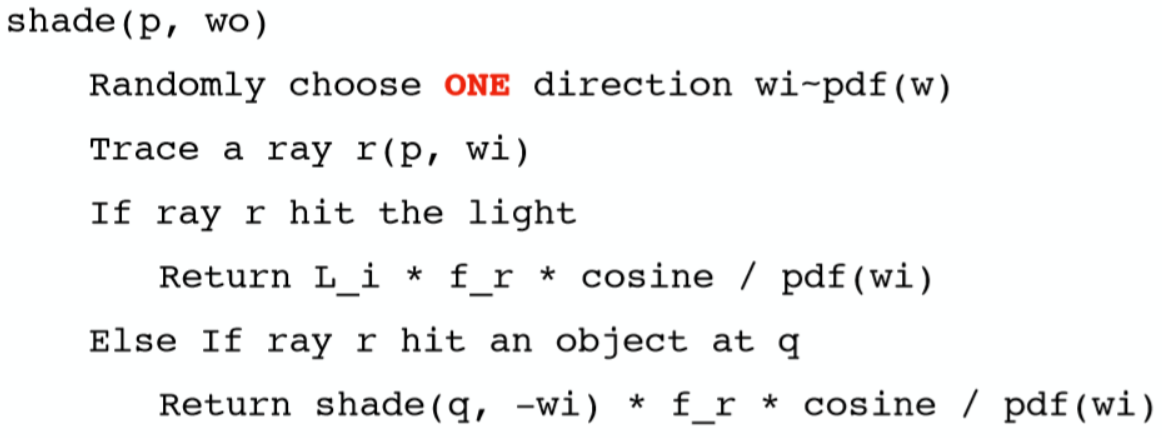 shade(p, wo)
Randomly choose ONE direction wi~pdf(w)
Trace a ray r(p, wi)
If ray r hit the light
Return L_i * f_r * cosine / pdf(wi)
Else If ray r hit an object at q
Return shade(q, -wi) * f_r * cosine / pdf(wi)